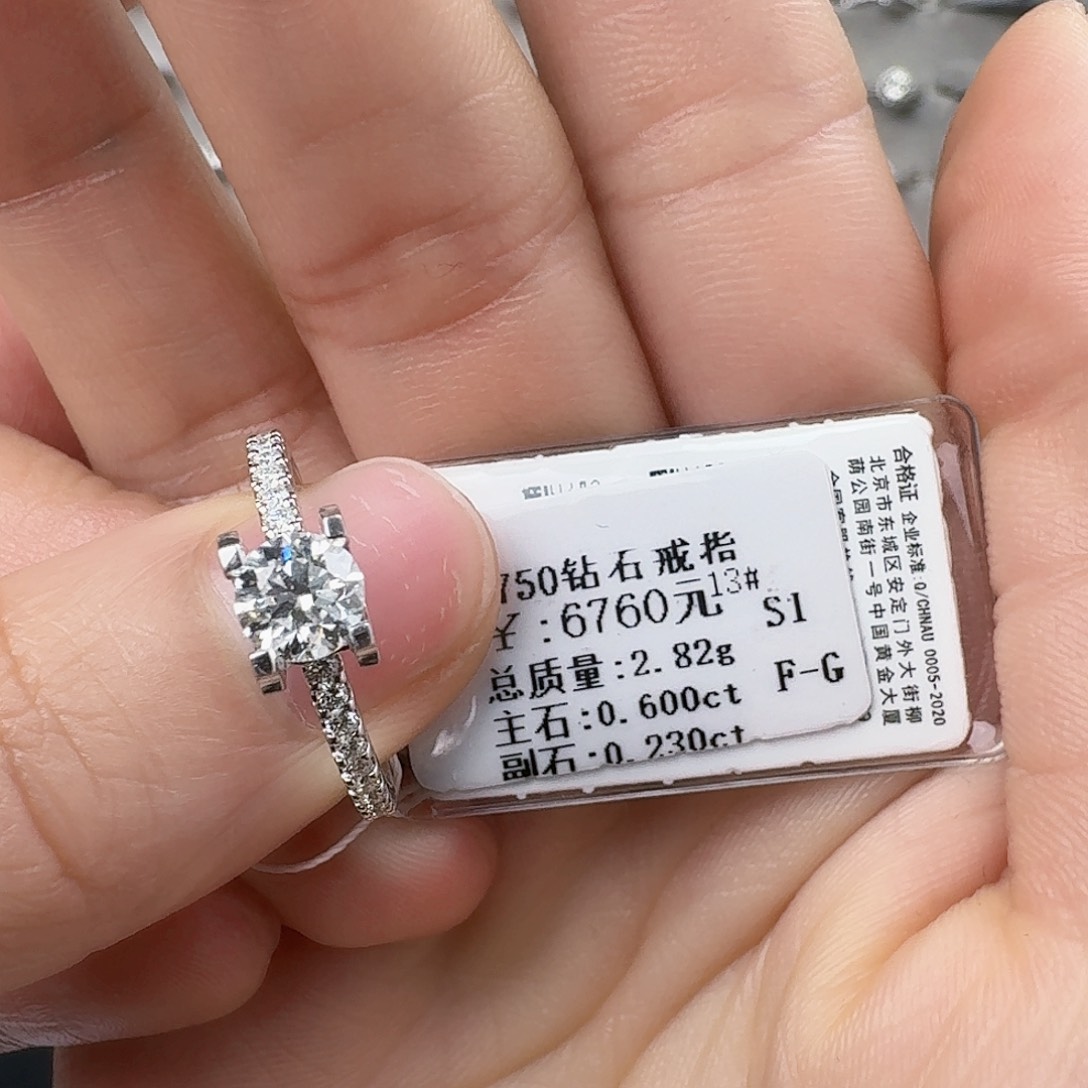 750钻石戒指
13#
￥:6760元
SI
总质量:2.82g
F-G
主石:0.600ct
副石:0.230ct
合格证 企业标准:Q/CHNAU 0005-2020
北京市东城区安定门外大街柳
荫公园南街一号中国黄金大厦